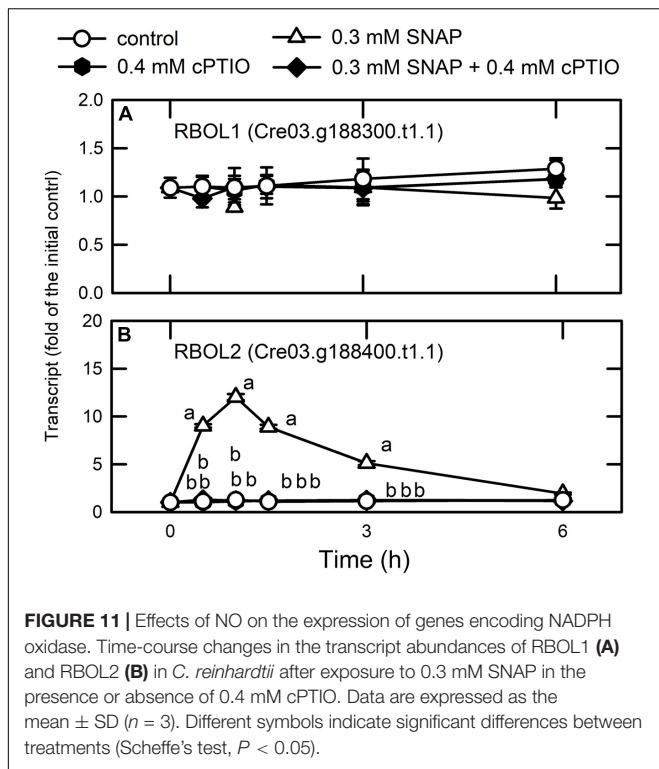 control
0.3 mM SNAP
0.4 mM cPTIO
0.3 mM SNAP + 0.4 mM cPTIO
Transcript (fold of the initial contrl)
A
RBOL1 (Cre03.g188300.t1.1)
2.0
1.5
1.0
0.5
0.0
B
RBOL2 (Cre03.g188400.t1.1)
20
15
10
5
0
a
a
a
a
b
b
bb
bb
bbb
bbb
0
3
6
Time (h)
FIGURE 11 | Effects of NO on the expression of genes encoding NADPH
oxidase. Time-course changes in the transcript abundances of RBOL1 (A)
and RBOL2 (B) in C. reinhardtii after exposure to 0.3 mM SNAP in the
presence or absence of 0.4 mM cPTIO. Data are expressed as the
mean ± SD (n = 3). Different symbols indicate significant differences between
treatments (Scheffe's test, P < 0.05).